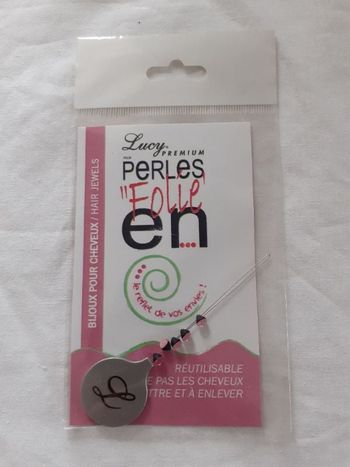 Lucy
PREMIUM
PERLES
"Folie"
en...
le reflet de vos envies !
BIJOUX POUR CHEVEUX / HAIR JEWELS
RÉUTILISABLE
E PAS LES CHEVEUX
TTRE ET À ENLEVER
L